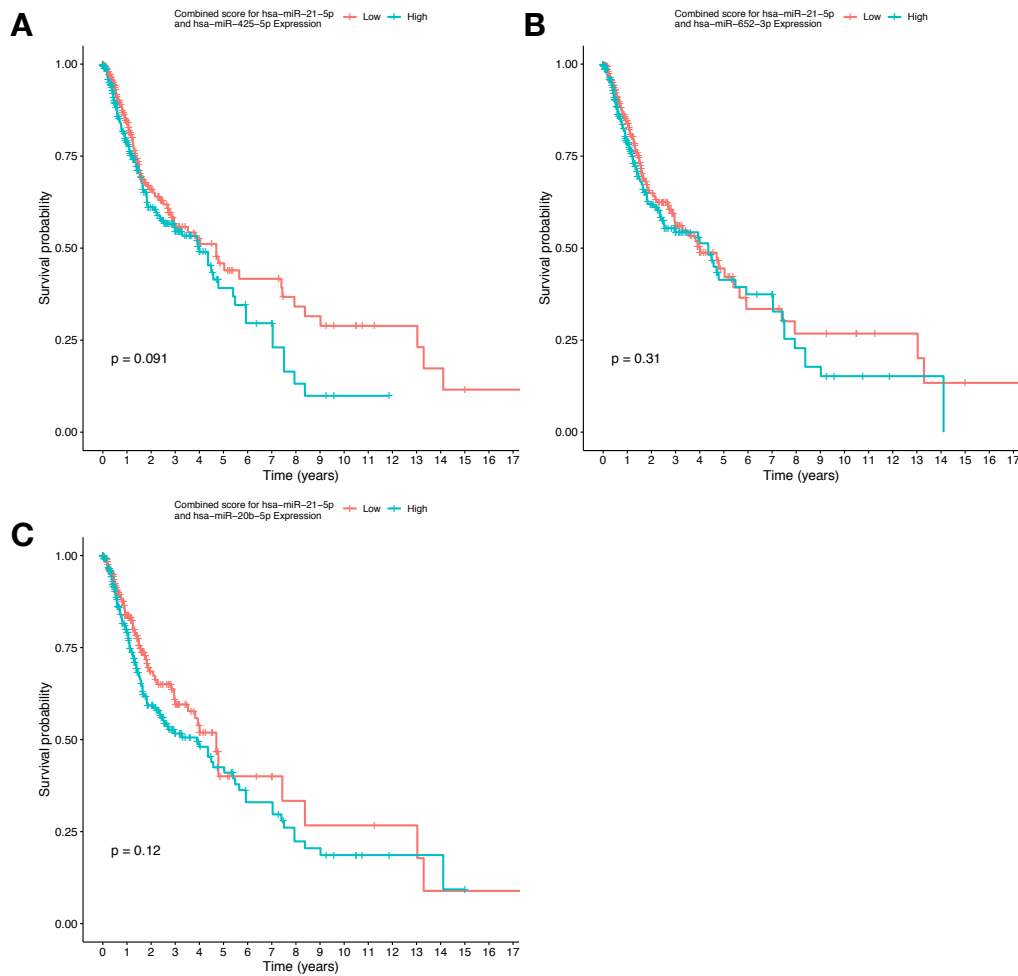 A
Combined score for hsa−miR−21−5p
and hsa−miR−425−5p Expression
Low High
Survival probability
1.00
0.75
0.50
0.25
0.00
p = 0.091
0 1 2 3 4 5 6 7 8 9 10 11 12 13 14 15 16 17
Time (years)
B
Combined score for hsa−miR−21−5p
and hsa−miR−652−3p Expression
Low High
Survival probability
1.00
0.75
0.50
0.25
0.00
p = 0.31
0 1 2 3 4 5 6 7 8 9 10 11 12 13 14 15 16 17
Time (years)
C
Combined score for hsa−miR−21−5p
and hsa−miR−20b−5p Expression
Low High
Survival probability
1.00
0.75
0.50
0.25
0.00
p = 0.12
0 1 2 3 4 5 6 7 8 9 10 11 12 13 14 15 16 17
Time (years)